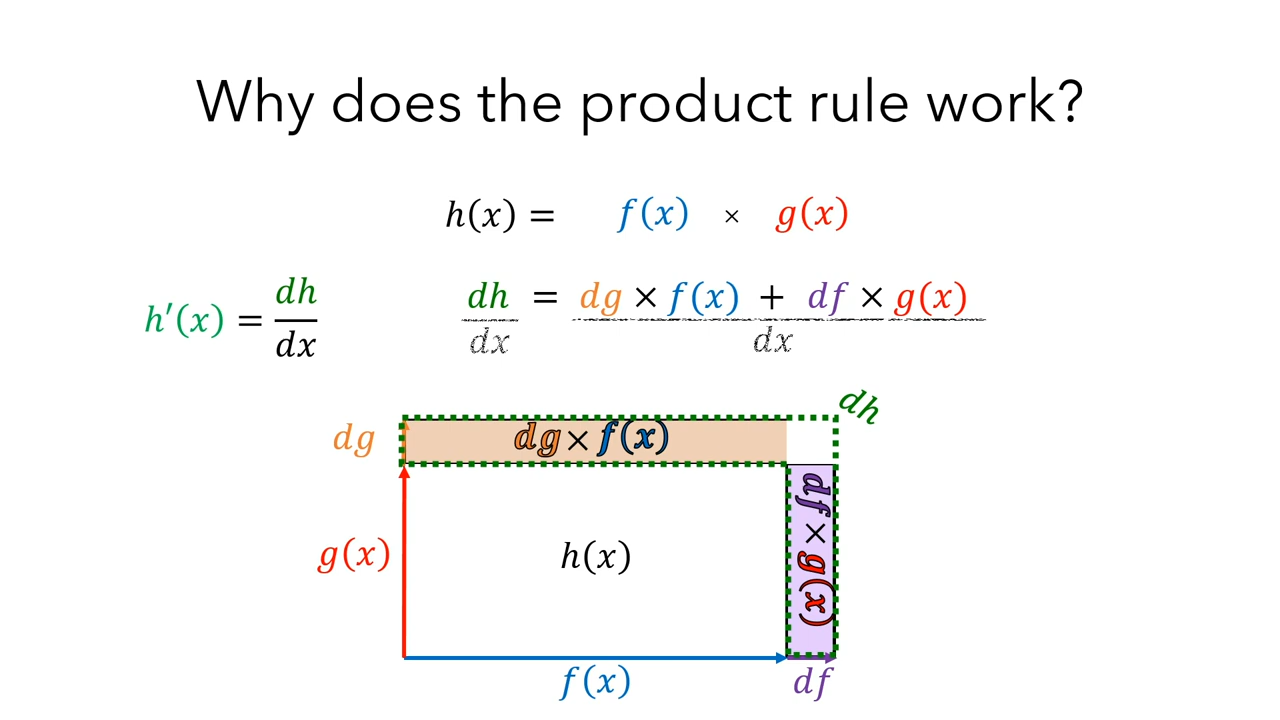 Why does the product rule work?
h(x) = f(x) × g(x)
h′(x) = dh/dx
dh/dx = (dg × f(x) + df × g(x))/dx
dh
dg
dg × f(x)
df × g(x)
g(x)
h(x)
f(x)
df